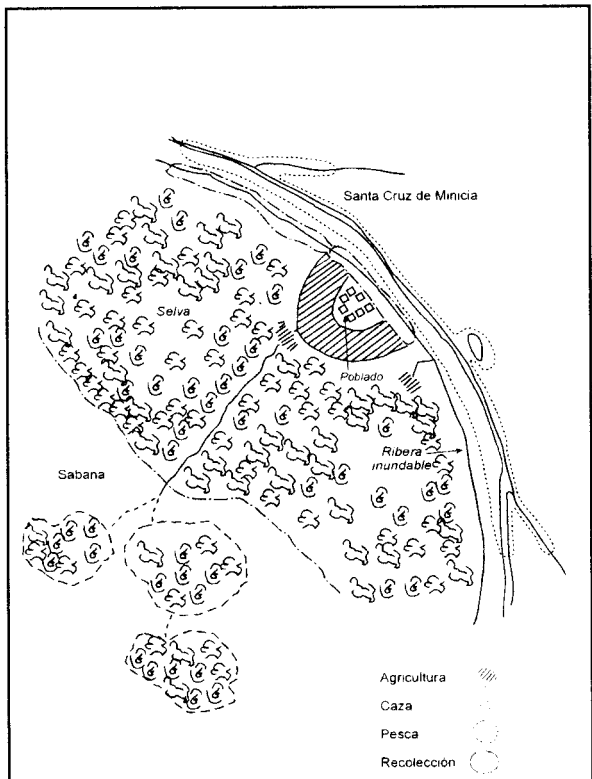 Santa Cruz de Minicia
Selva
Poblado
Ribera
inundable
Sabana
Agricultura
Caza
Pesca
Recolección